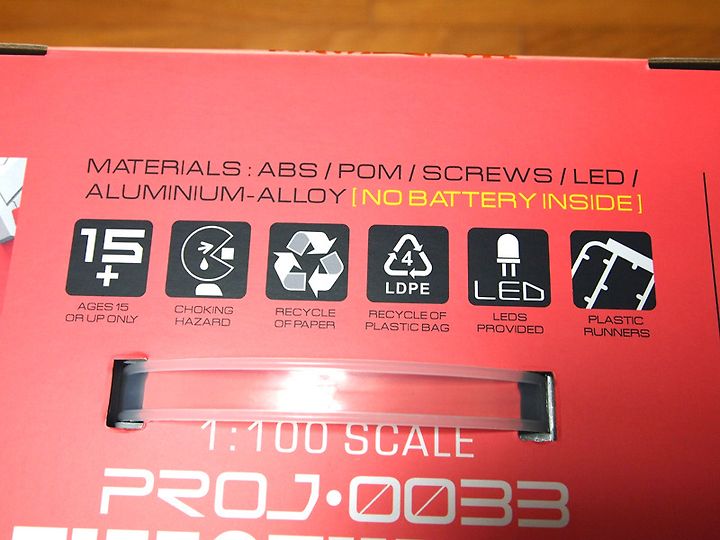 MATERIALS : ABS / POM / SCREWS / LED /
ALUMINIUM-ALLOY [ NO BATTERY INSIDE ]
15
+
AGES 15
OR UP ONLY
CHOKING
HAZARD
RECYCLE
OF PAPER
4
LDPE
RECYCLE OF
PLASTIC BAG
LED
LEDS
PROVIDED
PLASTIC
RUNNERS
1:100 SCALE
PROJ•0033